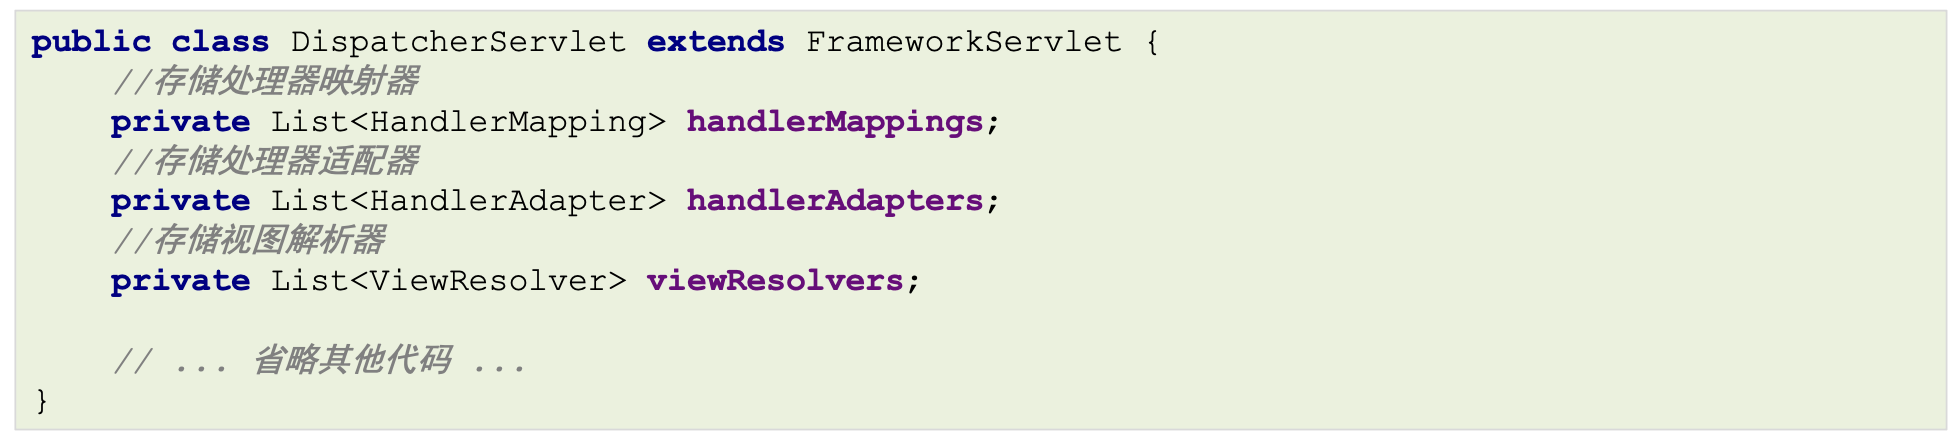 public class DispatcherServlet extends FrameworkServlet {
    //存储处理器映射器
    private List<HandlerMapping> handlerMappings;
    //存储处理器适配器
    private List<HandlerAdapter> handlerAdapters;
    //存储视图解析器
    private List<ViewResolver> viewResolvers;

    // ... 省略其他代码 ...
}